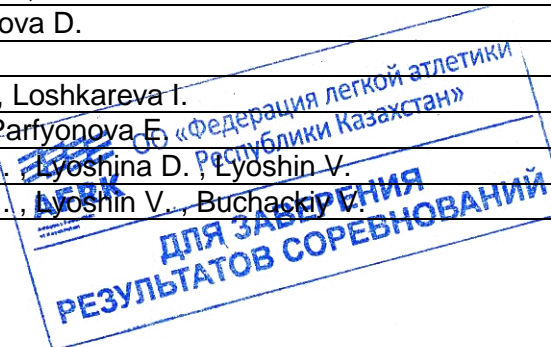 ova D.
, Loshkareva I.
Parfyonova E.
. , Lyoshina D. , Lyoshin V.
. , Lyoshin V. , Buchackiy V.
ОО «Федерация легкой атлетики
Республики Казахстан»
ДЛЯ ЗАВЕРЕНИЯ
РЕЗУЛЬТАТОВ СОРЕВНОВАНИЙ